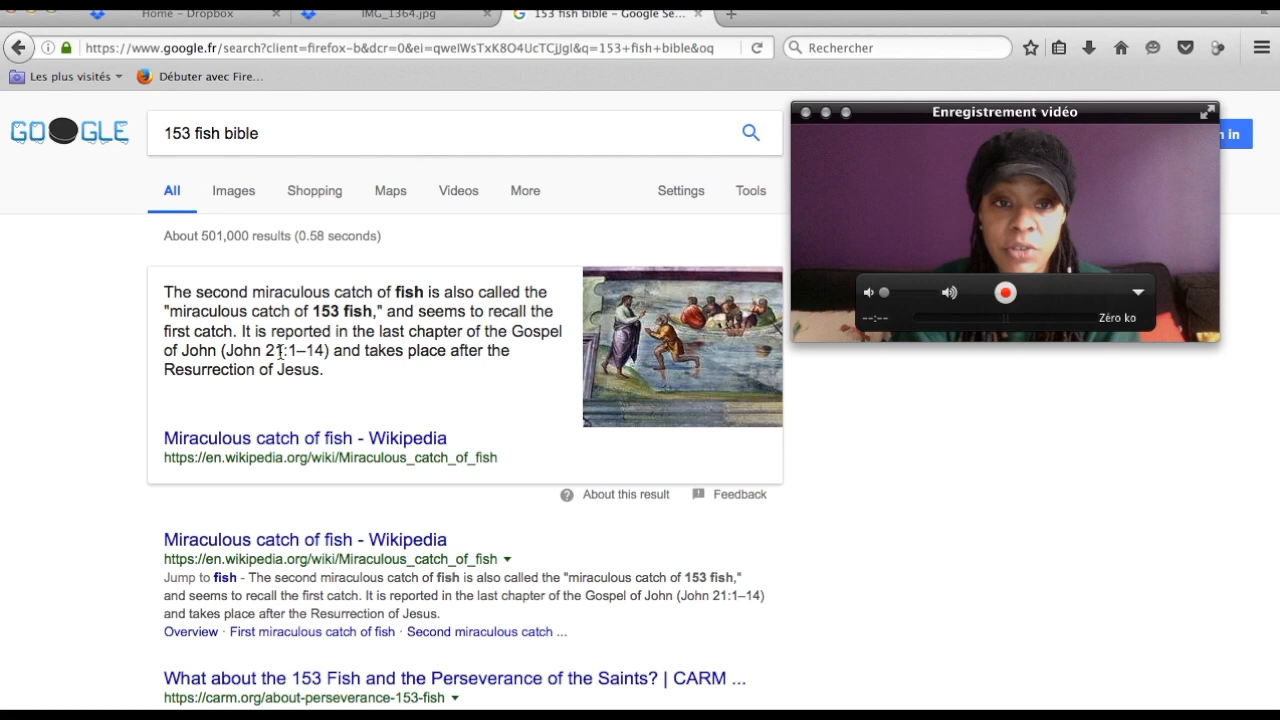 Home – Dropbox
IMG_1364.jpg
153 fish bible – Google Se...
https://www.google.fr/search?client=firefox-b&dcr=0&ei=qwelWsTxK8O4UcTCjJgI&q=153+fish+bible&oq
Rechercher
Les plus visités
Débuter avec Fire...
GOOGLE
153 fish bible
Enregistrement vidéo
n in
All
Images
Shopping
Maps
Videos
More
Settings
Tools
About 501,000 results (0.58 seconds)
--:--
Zéro ko
The second miraculous catch of fish is also called the
"miraculous catch of 153 fish," and seems to recall the
first catch. It is reported in the last chapter of the Gospel
of John (John 21:1–14) and takes place after the
Resurrection of Jesus.
Miraculous catch of fish - Wikipedia
https://en.wikipedia.org/wiki/Miraculous_catch_of_fish
About this result
Feedback
Miraculous catch of fish - Wikipedia
https://en.wikipedia.org/wiki/Miraculous_catch_of_fish
Jump to fish - The second miraculous catch of fish is also called the "miraculous catch of 153 fish,"
and seems to recall the first catch. It is reported in the last chapter of the Gospel of John (John 21:1–14)
and takes place after the Resurrection of Jesus.
Overview · First miraculous catch of fish · Second miraculous catch ...
What about the 153 Fish and the Perseverance of the Saints? | CARM ...
https://carm.org/about-perseverance-153-fish